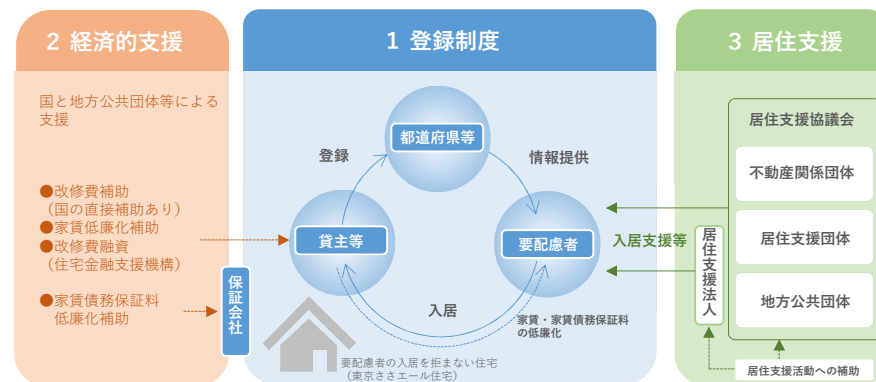 2 経済的支援
国と地方公共団体等による
支援
●改修費補助
（国の直接補助あり）
●家賃低廉化補助
●改修費融資
（住宅金融支援機構）
●家賃債務保証料
低廉化補助
保証会社
1 登録制度
都道府県等
登録
情報提供
貸主等
要配慮者
入居
家賃・家賃債務保証料
の低廉化
要配慮者の入居を拒まない住宅
（東京ささエール住宅）
3 居住支援
居住支援協議会
不動産関係団体
居住支援団体
地方公共団体
入居支援等
居住支援法人
居住支援活動への補助